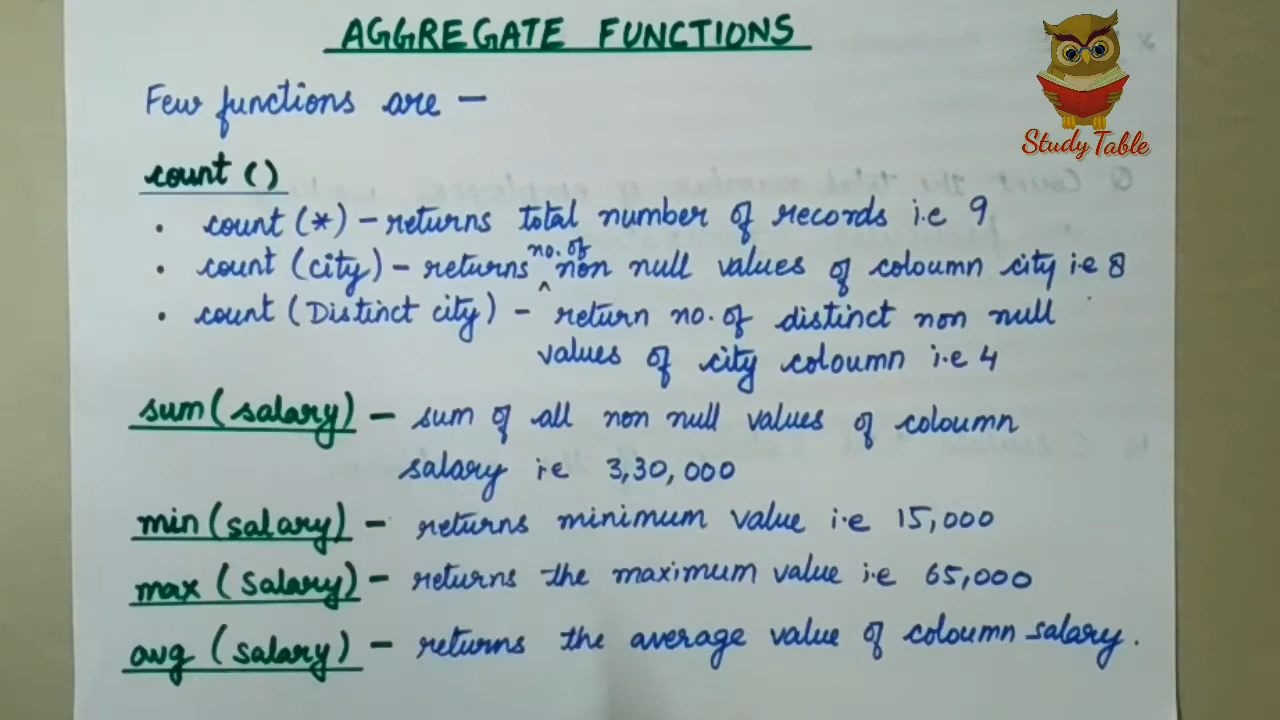 AGGREGATE FUNCTIONS
Study Table
Few functions are -
count ()
• count (*) - returns total number of records i.e 9
no. of
• count (city) - returns ^ non null values of coloumn city i.e 8
• count (Distinct city) - return no. of distinct non null
values of city coloumn i.e 4
sum (salary) - sum of all non null values of coloumn
salary i.e 3,30,000
min (salary) - returns minimum value i.e 15,000
max (salary) - returns the maximum value i.e 65,000
avg (salary) - returns the average value of coloumn salary.